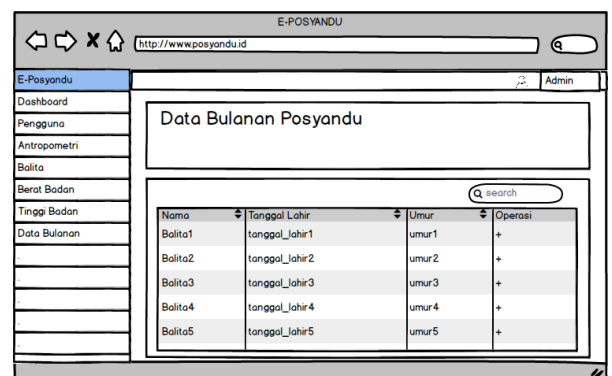 E-POSYANDU
http://www.posyandu.id
E-Posyandu
Admin
Dashboard
Pengguna
Antropometri
Balita
Berat Badan
Tinggi Badan
Data Bulanan
Data Bulanan Posyandu
search
Nama Tanggal Lahir Umur Operasi
Balita1 tanggal_lahir1 umur1 +
Balita2 tanggal_lahir2 umur2 +
Balita3 tanggal_lahir3 umur3 +
Balita4 tanggal_lahir4 umur4 +
Balita5 tanggal_lahir5 umur5 +